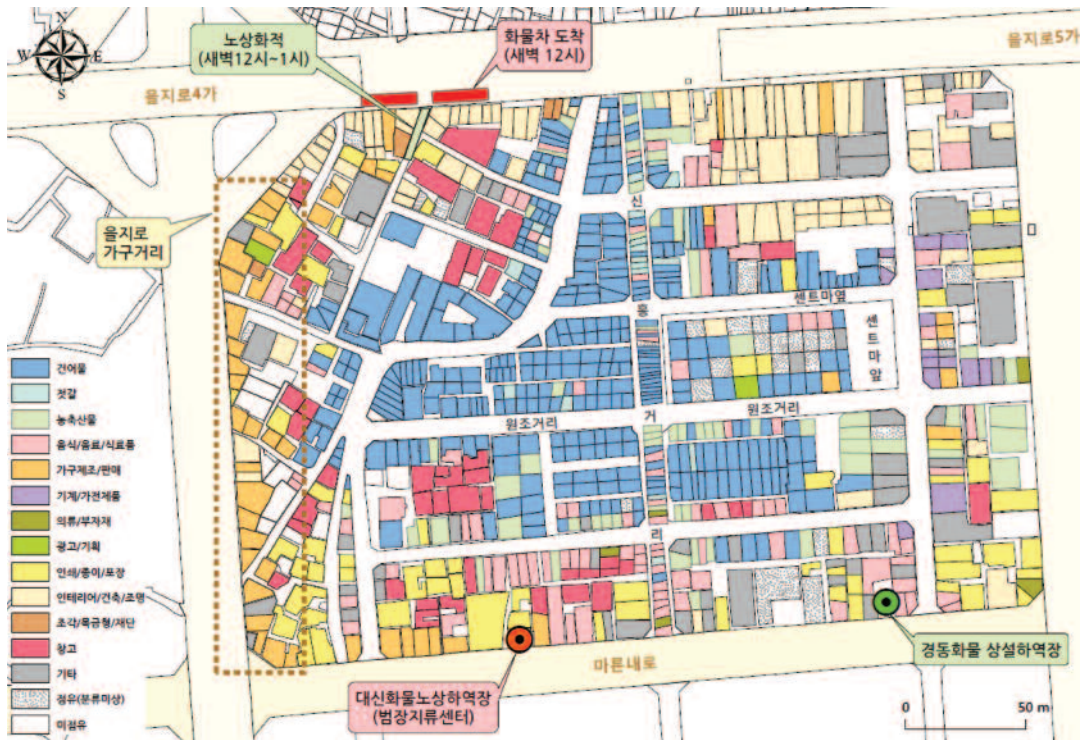 N
W
E
S
노상화적
(새벽12시~1시)
화물차 도착
(새벽 12시)
을지로5가
을지로4가
을지로
가구거리
신
흥
거
리
센트마옆
센
트
마
앞
원조거리
원조거리
건어물
젓갈
농축산물
음식/음료/식료품
가구제조/판매
기계/가전제품
의류/부자재
광고/기획
인쇄/종이/포장
인테리어/건축/조명
조각/목금형/재단
창고
기타
점유(분류미상)
미점유
대신화물노상하역장
(범장지류센터)
마른내로
경동화물 상설하역장
0
50 m